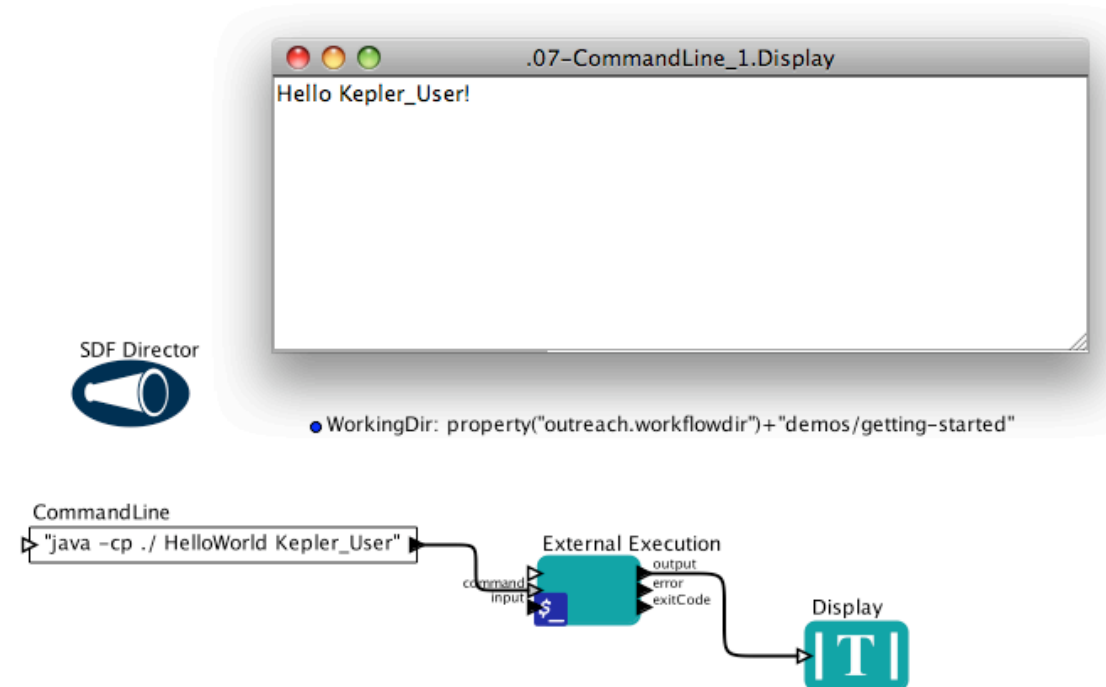 .07-CommandLine_1.Display
Hello Kepler_User!
SDF Director
WorkingDir: property("outreach.workflowdir")+"demos/getting-started"
CommandLine
"java -cp ./ HelloWorld Kepler_User"
External Execution
command
input
$_
output
error
exitCode
Display
T